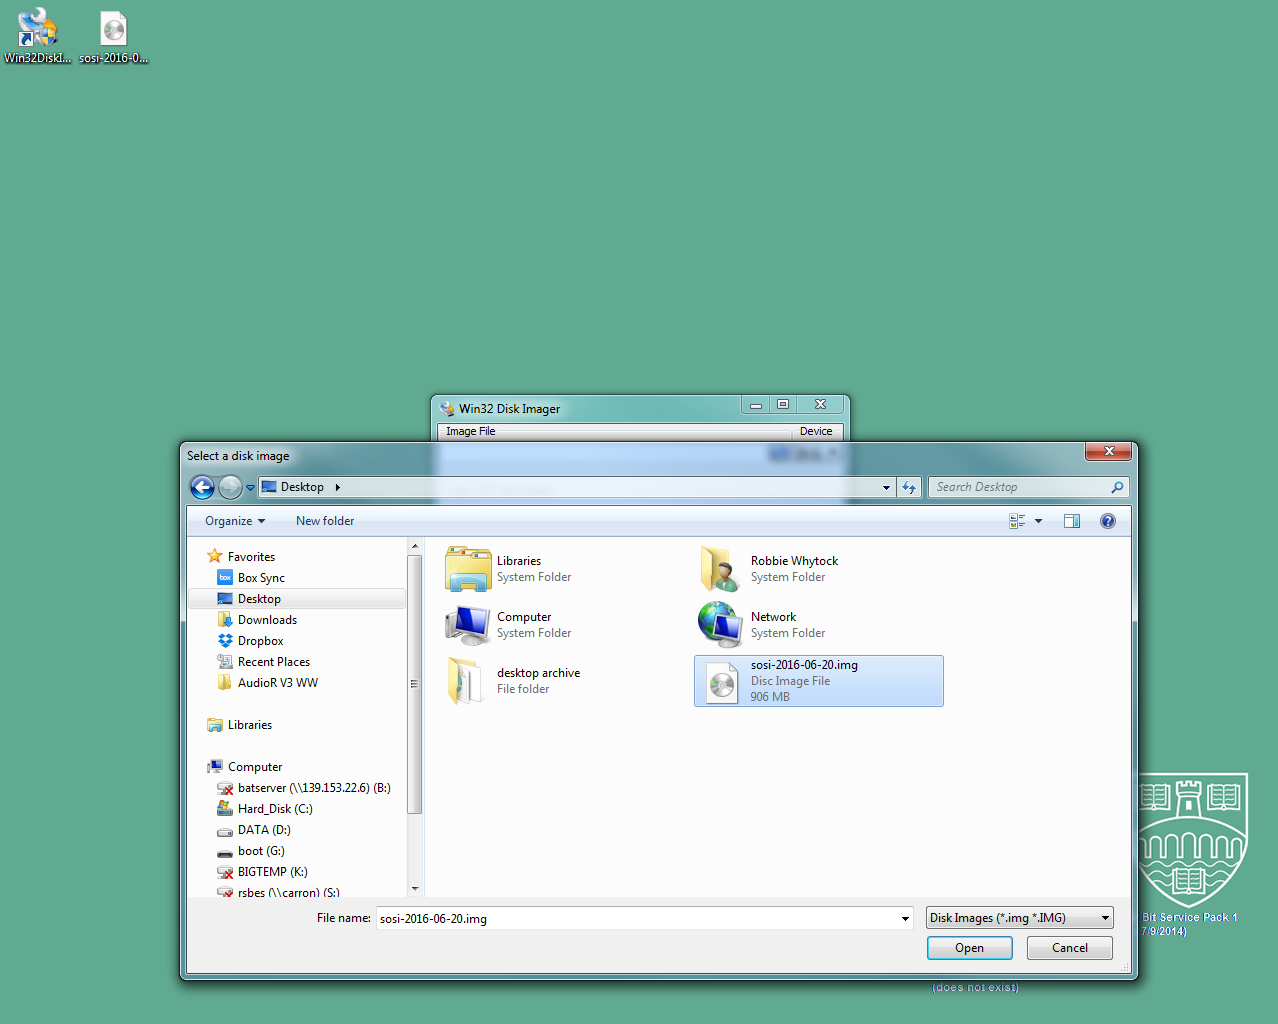 Win32DiskI...
sosi-2016-0...
Win32 Disk Imager
Image File
Device
Select a disk image
Desktop
Search Desktop
Organize
New folder
Favorites
box
Box Sync
Desktop
Downloads
Dropbox
Recent Places
AudioR V3 WW
Libraries
Computer
batserver (\\139.153.22.6) (B:)
Hard_Disk (C:)
DATA (D:)
boot (G:)
BIGTEMP (K:)
rsbes (\\carron) (S:)
Libraries
System Folder
Robbie Whytock
System Folder
Computer
System Folder
Network
System Folder
desktop archive
File folder
sosi-2016-06-20.img
Disc Image File
906 MB
File name:
sosi-2016-06-20.img
Disk Images (*.img *.IMG)
Open
Cancel
Bit Service Pack 1
7/9/2014)
(does not exist)